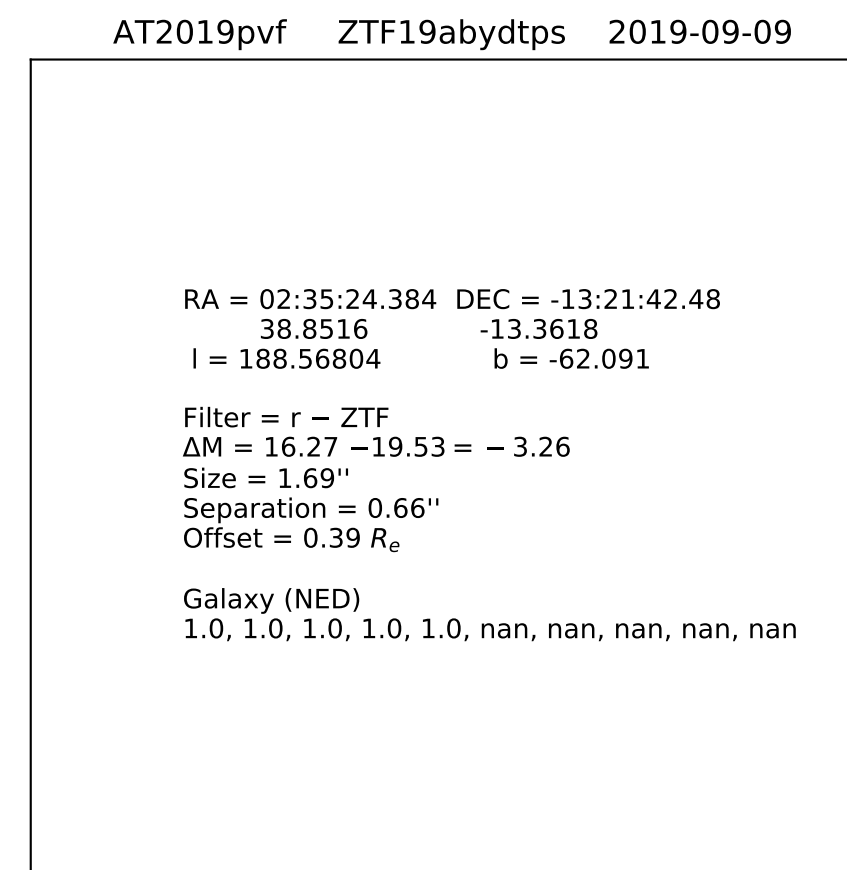 AT2019pvf ZTF19abydtps 2019-09-09
RA = 02:35:24.384 DEC = -13:21:42.48
38.8516 -13.3618
l = 188.56804 b = -62.091
Filter = r − ZTF
ΔM = 16.27 −19.53 = − 3.26
Size = 1.69''
Separation = 0.66''
Offset = 0.39 Re
Galaxy (NED)
1.0, 1.0, 1.0, 1.0, 1.0, nan, nan, nan, nan, nan